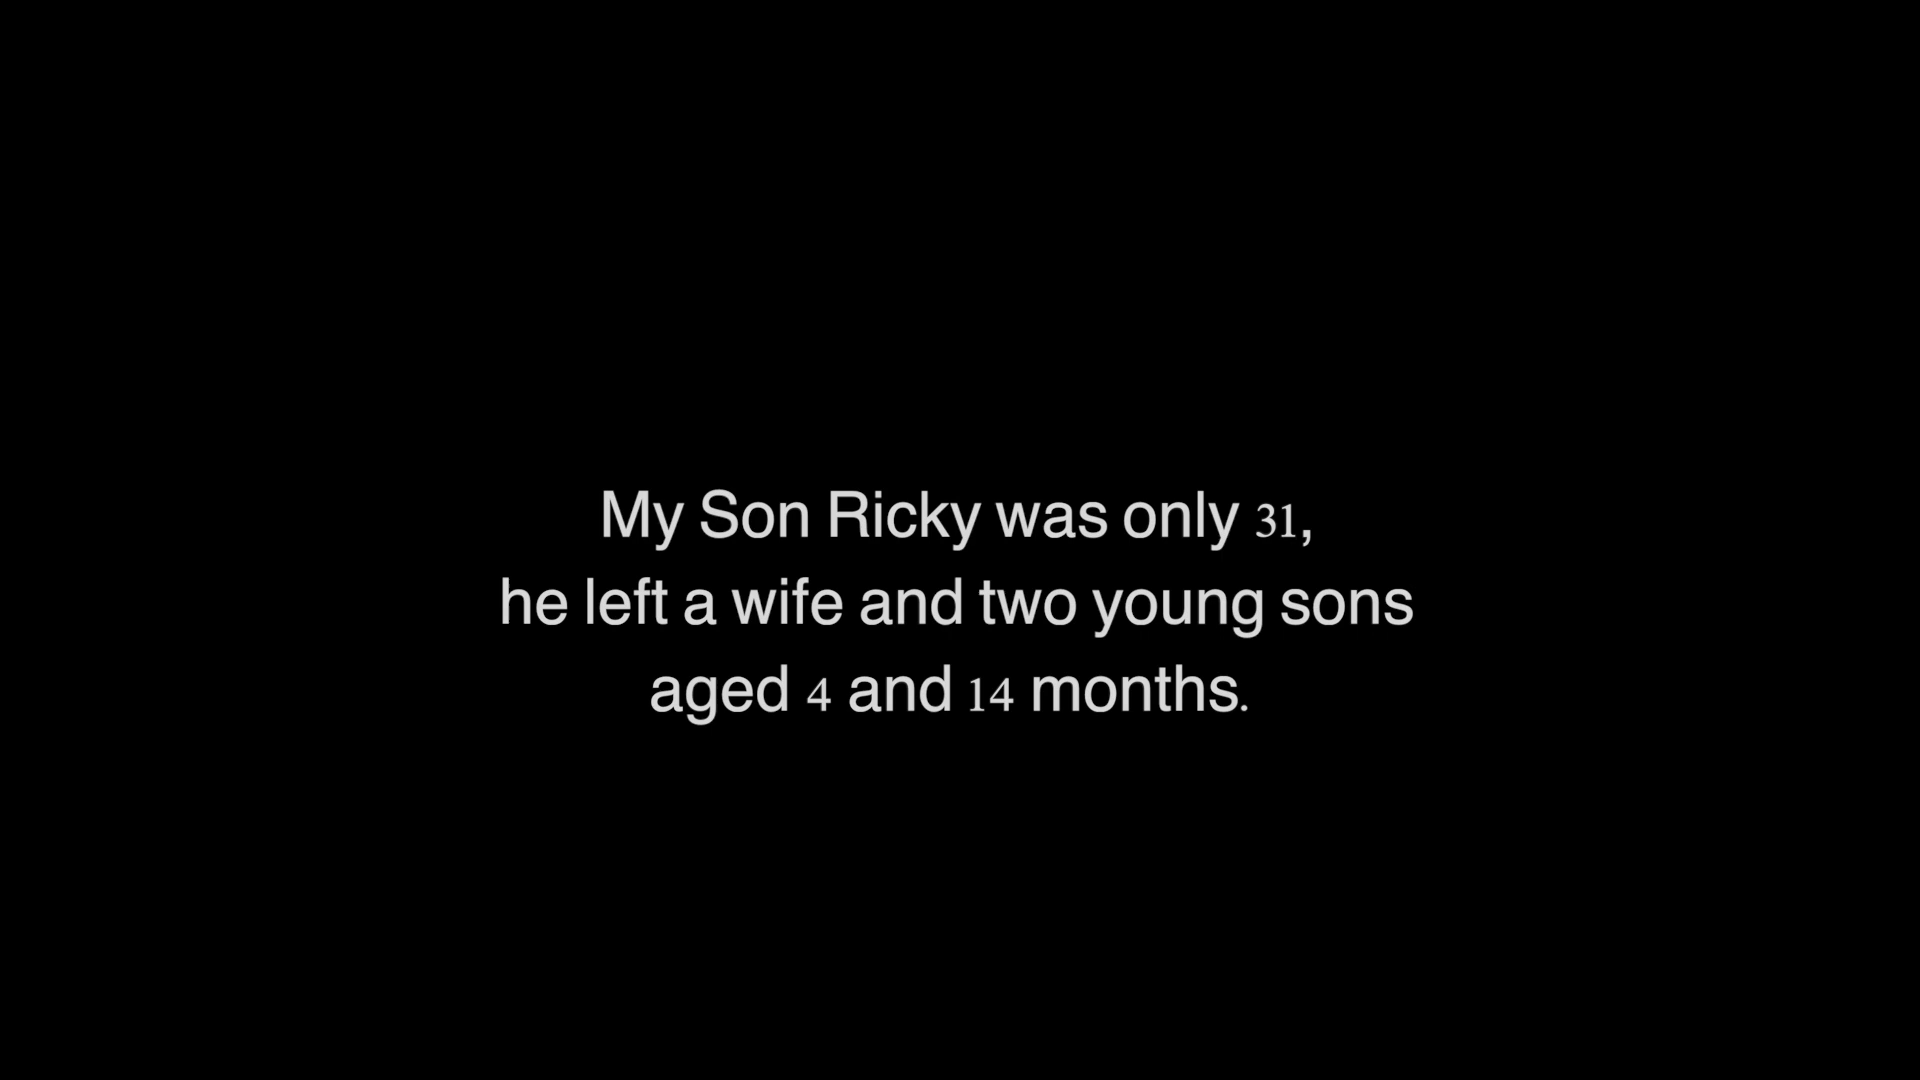 My Son Ricky was only 31,
he left a wife and two young sons
aged 4 and 14 months.